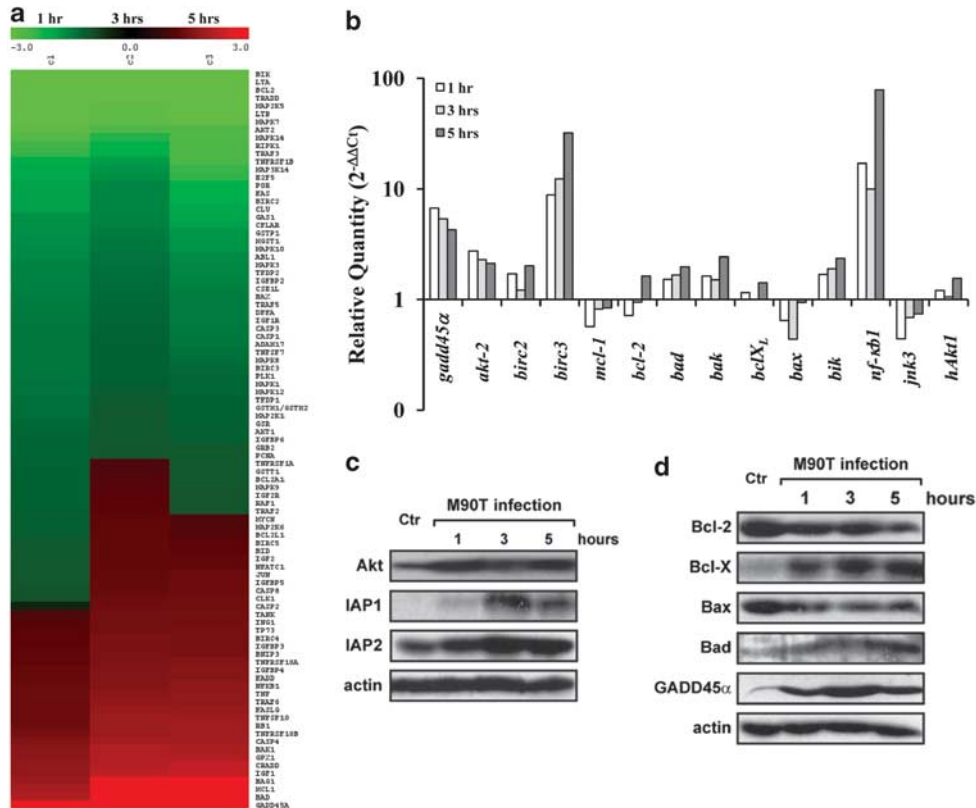 a
1 hr 3 hrs 5 hrs
-3.0 0.0 3.0
BIK
LTA
BCL2
TRADD
MAP2K5
LTB
MAPK7
AKT2
MAPK14
RIPK1
TRAF3
TNFRSF1B
MAP3K14
E2F5
PGR
FAS
BIRC2
CLU
GAS1
CFLAR
GSTP1
MGST1
MAPK10
ABL1
MAPK3
TFDP2
IGFBP2
CSE1L
BAX
TRAF5
DFFA
IGF1R
CASP3
CASP1
ADAM17
TNFSF7
MAPK8
BIRC3
PLK1
MAPK1
MAPK12
TFDP1
GSTM1/GSTM2
MAP2K1
GSR
AKT1
IGFBP6
GRB2
PCNA
TNFRSF1A
GSTT1
BCL2A1
MAPK9
IGF2R
RAF1
TRAF2
MYCN
MAP2K6
BCL2L1
BIRC5
BID
IGF2
NFATC1
JUN
IGFBP5
CASP8
CLK1
CASP2
TANK
ING1
TP73
BIRC4
IGFBP3
BNIP3
TNFRSF10A
IGFBP4
FADD
NFKB1
TNF
TRAF6
FASLG
TNFSF10
RB1
TNFRSF10B
CASP4
BAK1
GPX1
CRADD
IGF1
BAG1
MCL1
BAD
GADD45A
b
Relative Quantity (2-ΔΔCt)
100
10
1
0
1 hr
3 hrs
5 hrs
gadd45α
akt-2
birc2
birc3
mcl-1
bcl-2
bad
bak
bclXL
bax
bik
nf-κb1
jnk3
hAkt1
c
M90T infection
Ctr 1 3 5 hours
Akt
IAP1
IAP2
actin
d
M90T infection
Ctr 1 3 5 hours
Bcl-2
Bcl-X
Bax
Bad
GADD45α
actin